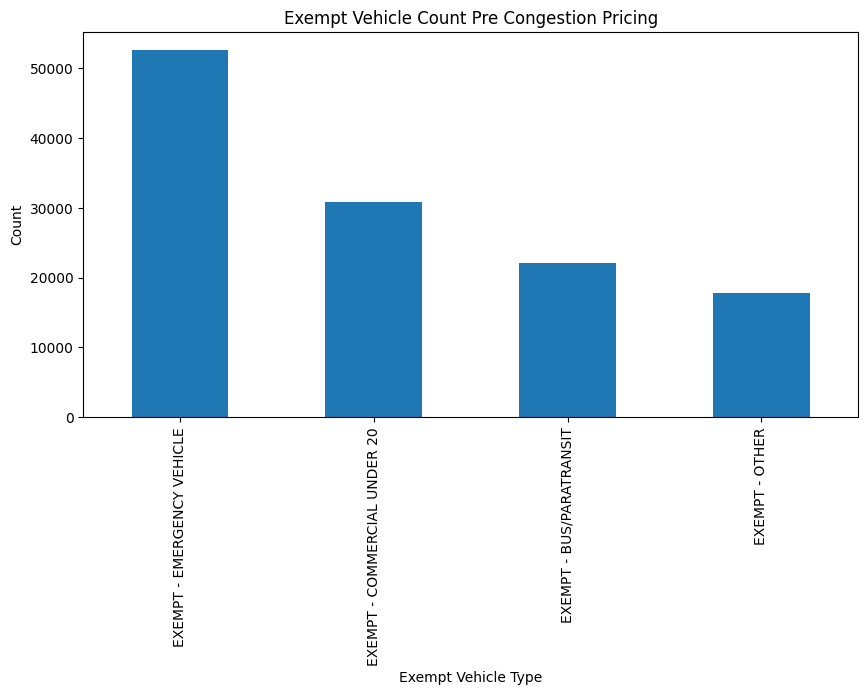 Exempt Vehicle Count Pre Congestion Pricing
Count
50000
40000
30000
20000
10000
0
EXEMPT - EMERGENCY VEHICLE
EXEMPT - COMMERCIAL UNDER 20
EXEMPT - BUS/PARATRANSIT
EXEMPT - OTHER
Exempt Vehicle Type